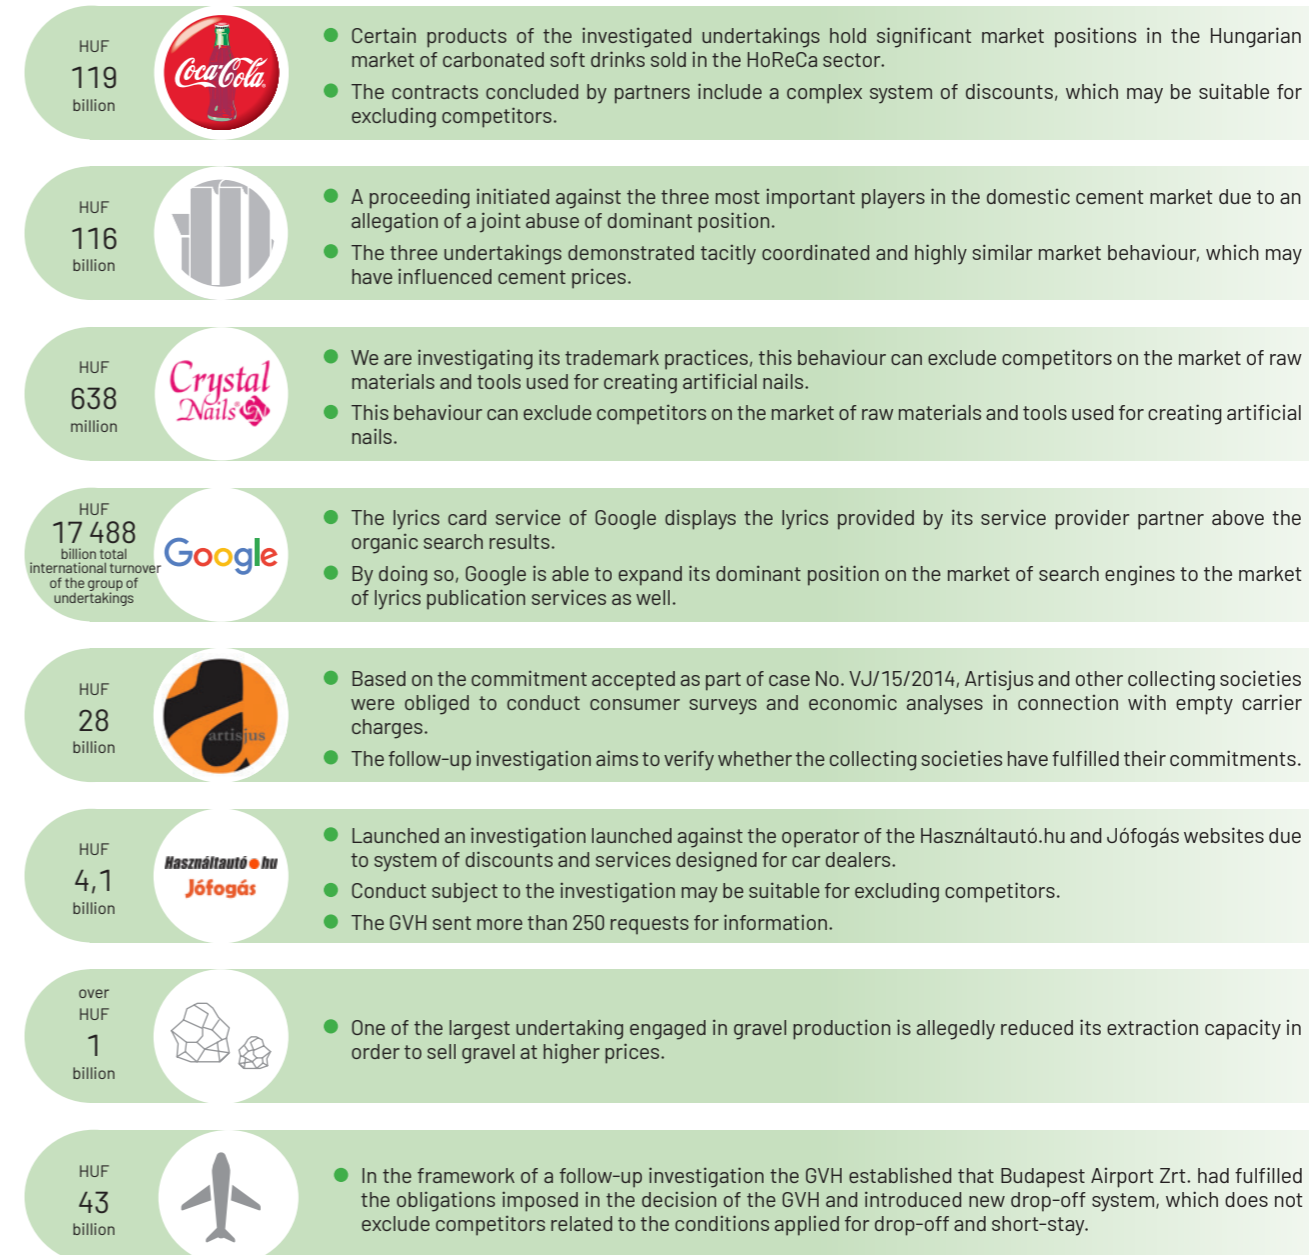 HUF
119
billion
Coca-Cola
Certain products of the investigated undertakings hold significant market positions in the Hungarian
market of carbonated soft drinks sold in the HoReCa sector.
The contracts concluded by partners include a complex system of discounts, which may be suitable for
excluding competitors.
HUF
116
billion
A proceeding initiated against the three most important players in the domestic cement market due to an
allegation of a joint abuse of dominant position.
The three undertakings demonstrated tacitly coordinated and highly similar market behaviour, which may
have influenced cement prices.
HUF
638
million
Crystal
Nails
We are investigating its trademark practices, this behaviour can exclude competitors on the market of raw
materials and tools used for creating artificial nails.
This behaviour can exclude competitors on the market of raw materials and tools used for creating artificial
nails.
HUF
17 488
billion total
international turnover
of the group of
undertakings
Google
The lyrics card service of Google displays the lyrics provided by its service provider partner above the
organic search results.
By doing so, Google is able to expand its dominant position on the market of search engines to the market
of lyrics publication services as well.
HUF
28
billion
artisjus
Based on the commitment accepted as part of case No. VJ/15/2014, Artisjus and other collecting societies
were obliged to conduct consumer surveys and economic analyses in connection with empty carrier
charges.
The follow-up investigation aims to verify whether the collecting societies have fulfilled their commitments.
HUF
4,1
billion
Használtautó hu
Jófogás
Launched an investigation launched against the operator of the Használtautó.hu and Jófogás websites due
to system of discounts and services designed for car dealers.
Conduct subject to the investigation may be suitable for excluding competitors.
The GVH sent more than 250 requests for information.
over
HUF
1
billion
One of the largest undertaking engaged in gravel production is allegedly reduced its extraction capacity in
order to sell gravel at higher prices.
HUF
43
billion
In the framework of a follow-up investigation the GVH established that Budapest Airport Zrt. had fulfilled
the obligations imposed in the decision of the GVH and introduced new drop-off system, which does not
exclude competitors related to the conditions applied for drop-off and short-stay.